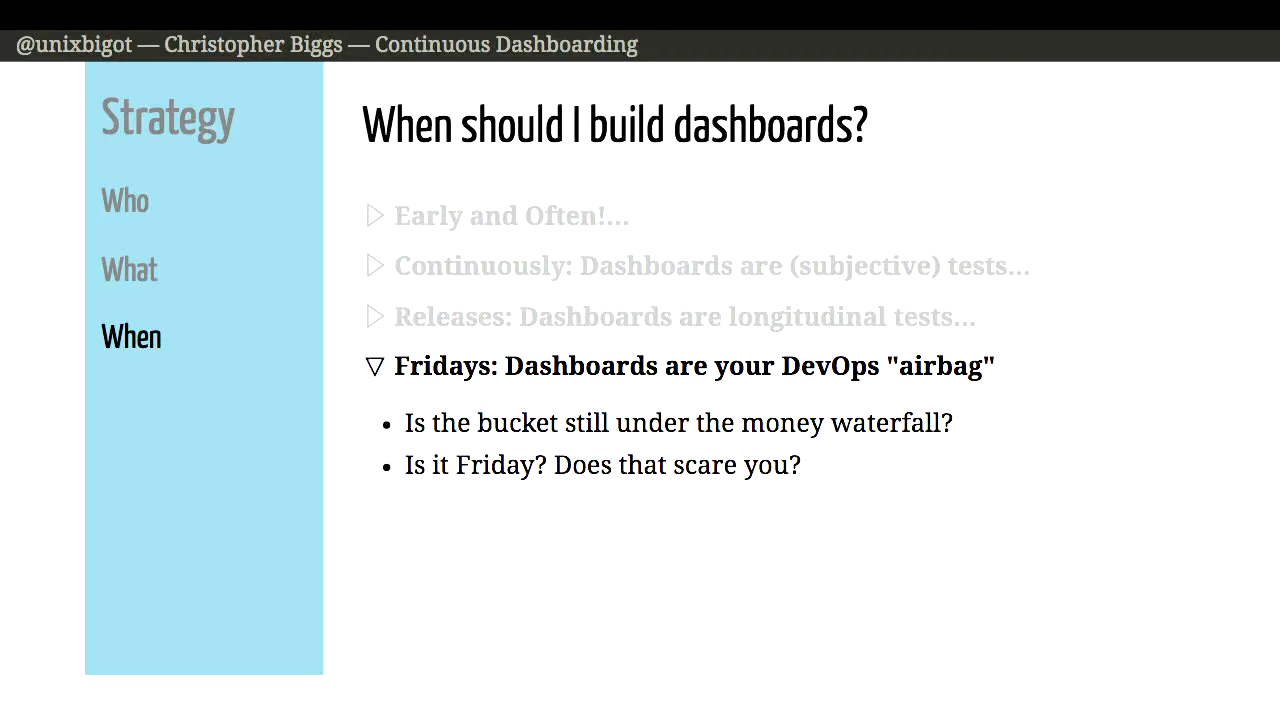 @unixbigot — Christopher Biggs — Continuous Dashboarding
Strategy
Who
What
When
When should I build dashboards?
▷ Early and Often!...
▷ Continuously: Dashboards are (subjective) tests...
▷ Releases: Dashboards are longitudinal tests...
▽ Fridays: Dashboards are your DevOps "airbag"
• Is the bucket still under the money waterfall?
• Is it Friday? Does that scare you?